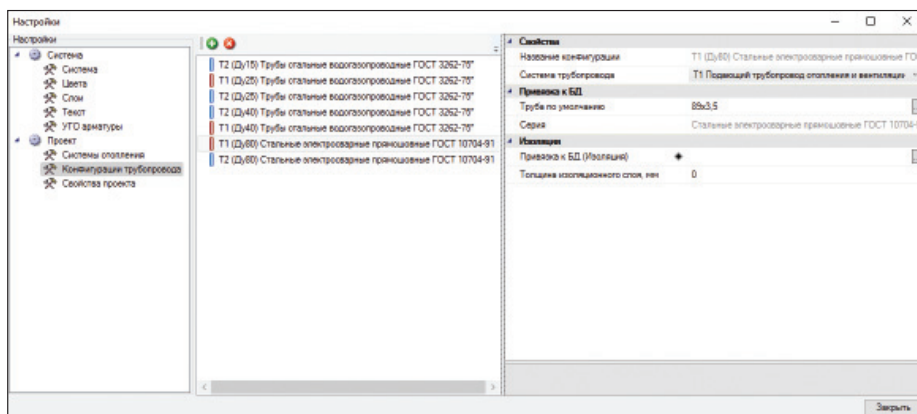 Настройки
Настройки
Система
Система
Цвета
Слои
Текст
УГО арматуры
Проект
Системы отопления
Конфигурации трубопровода
Свойства проекта
Т2 (Ду15) Трубы стальные водогазопроводные ГОСТ 3262-76*
Т1 (Ду25) Трубы стальные водогазопроводные ГОСТ 3262-76*
Т2 (Ду25) Трубы стальные водогазопроводные ГОСТ 3262-76*
Т2 (Ду40) Трубы стальные водогазопроводные ГОСТ 3262-76*
Т1 (Ду40) Трубы стальные водогазопроводные ГОСТ 3262-76*
Т1 (Ду80) Стальные электросварные прямошовные ГОСТ 10704-91
Т2 (Ду80) Стальные электросварные прямошовные ГОСТ 10704-91
Свойства
Название конфигурации Т1 (Ду80) Стальные электросварные прямошовные ГО
Система трубопровода Т1 Подающий трубопровод отопления и вентиляции
Привязка к БД
Труба по умолчанию 89x3,5
Серия Стальные электросварные прямошовные ГОСТ 10704-
Изоляция
Привязка к БД (Изоляция)
Толщина изоляционного слоя, мм 0
Закрыть